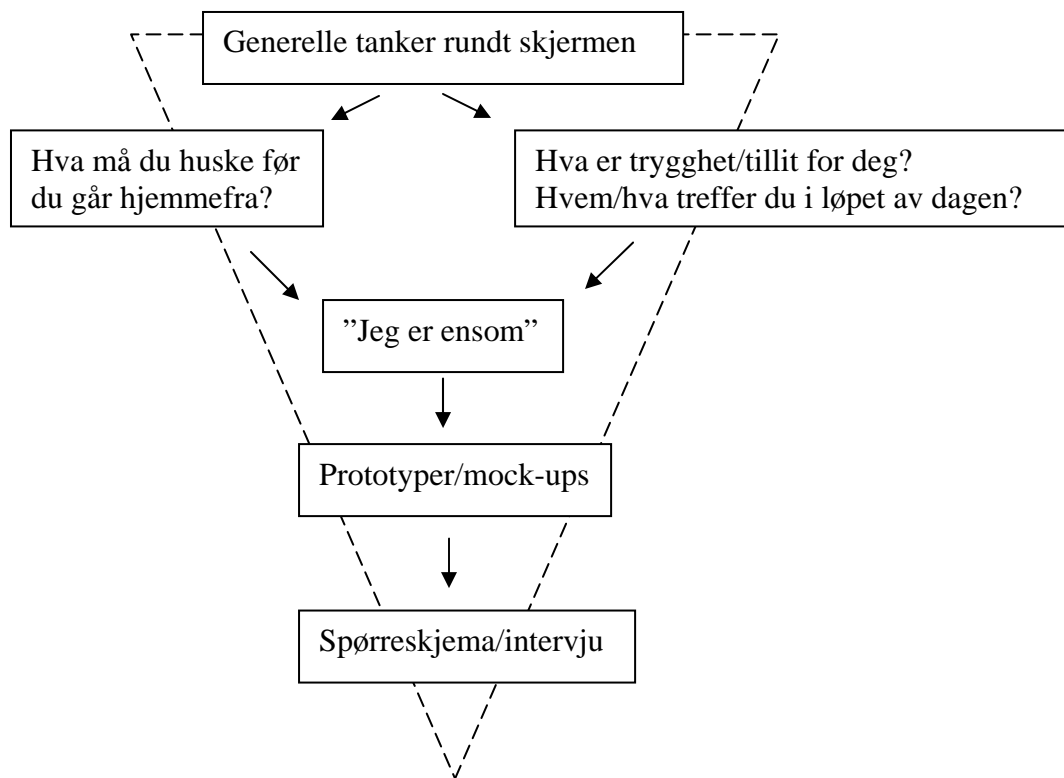 Generelle tanker rundt skjermen
Hva må du huske før
du går hjemmefra?
Hva er trygghet/tillit for deg?
Hvem/hva treffer du i løpet av dagen?
”Jeg er ensom”
Prototyper/mock-ups
Spørreskjema/intervju